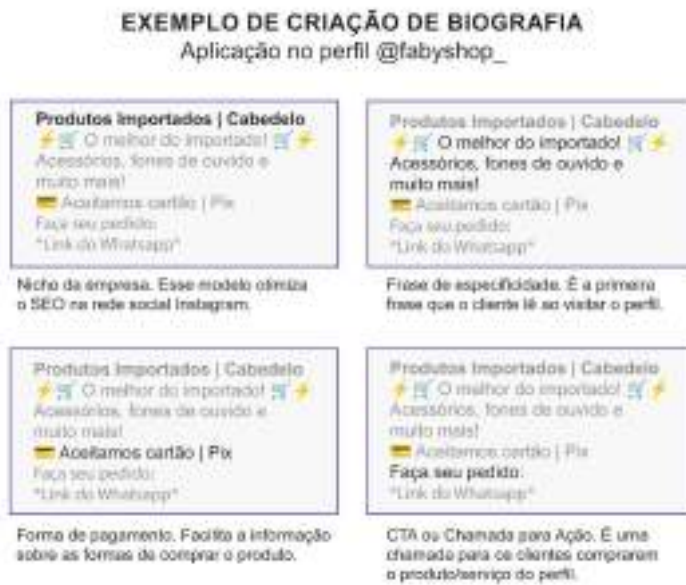 EXEMPLO DE CRIAÇÃO DE BIOGRAFIA
Aplicação no perfil @fabyshop_
Produtos Importados | Cabedelo
⚡🛒 O melhor do importado! 🛒⚡
Acessórios, fones de ouvido e
muito mais!
💳 Aceitamos cartão | Pix
Faça seu pedido:
*Link do Whatsapp*
Nicho da empresa. Esse modelo otimiza
o SEO na rede social Instagram.
Produtos Importados | Cabedelo
⚡🛒 O melhor do importado! 🛒⚡
Acessórios, fones de ouvido e
muito mais!
💳 Aceitamos cartão | Pix
Faça seu pedido:
*Link do Whatsapp*
Frase de especificidade. É a primeira
frase que o cliente lê ao visitar o perfil.
Produtos Importados | Cabedelo
⚡🛒 O melhor do importado! 🛒⚡
Acessórios, fones de ouvido e
muito mais!
💳 Aceitamos cartão | Pix
Faça seu pedido:
*Link do Whatsapp*
Forma de pagamento. Facilita a informação
sobre as formas de comprar o produto.
Produtos Importados | Cabedelo
⚡🛒 O melhor do importado! 🛒⚡
Acessórios, fones de ouvido e
muito mais!
💳 Aceitamos cartão | Pix
Faça seu pedido:
*Link do Whatsapp*
CTA ou Chamada para Ação. É uma
chamada para os clientes comprarem
o produto/serviço do perfil.